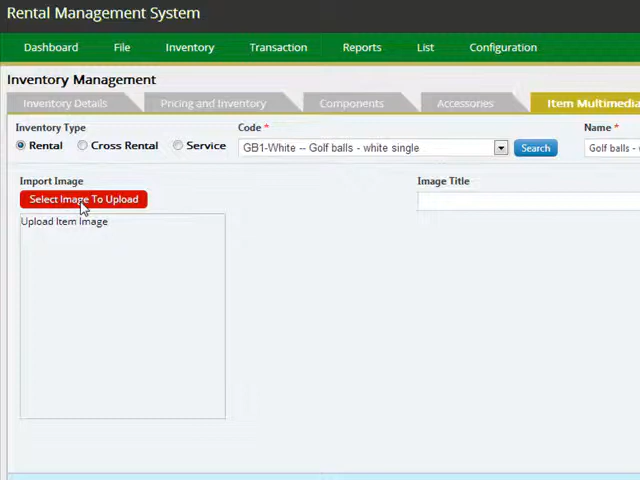 Rental Management System
Dashboard File Inventory Transaction Reports List Configuration
Inventory Management
Inventory Details Pricing and Inventory Components Accessories Item Multimedia
Inventory Type Code * Name *
Rental Cross Rental Service GB1-White -- Golf balls - white single Search Golf balls -
Import Image Image Title
Select Image To Upload
Upload Item Image